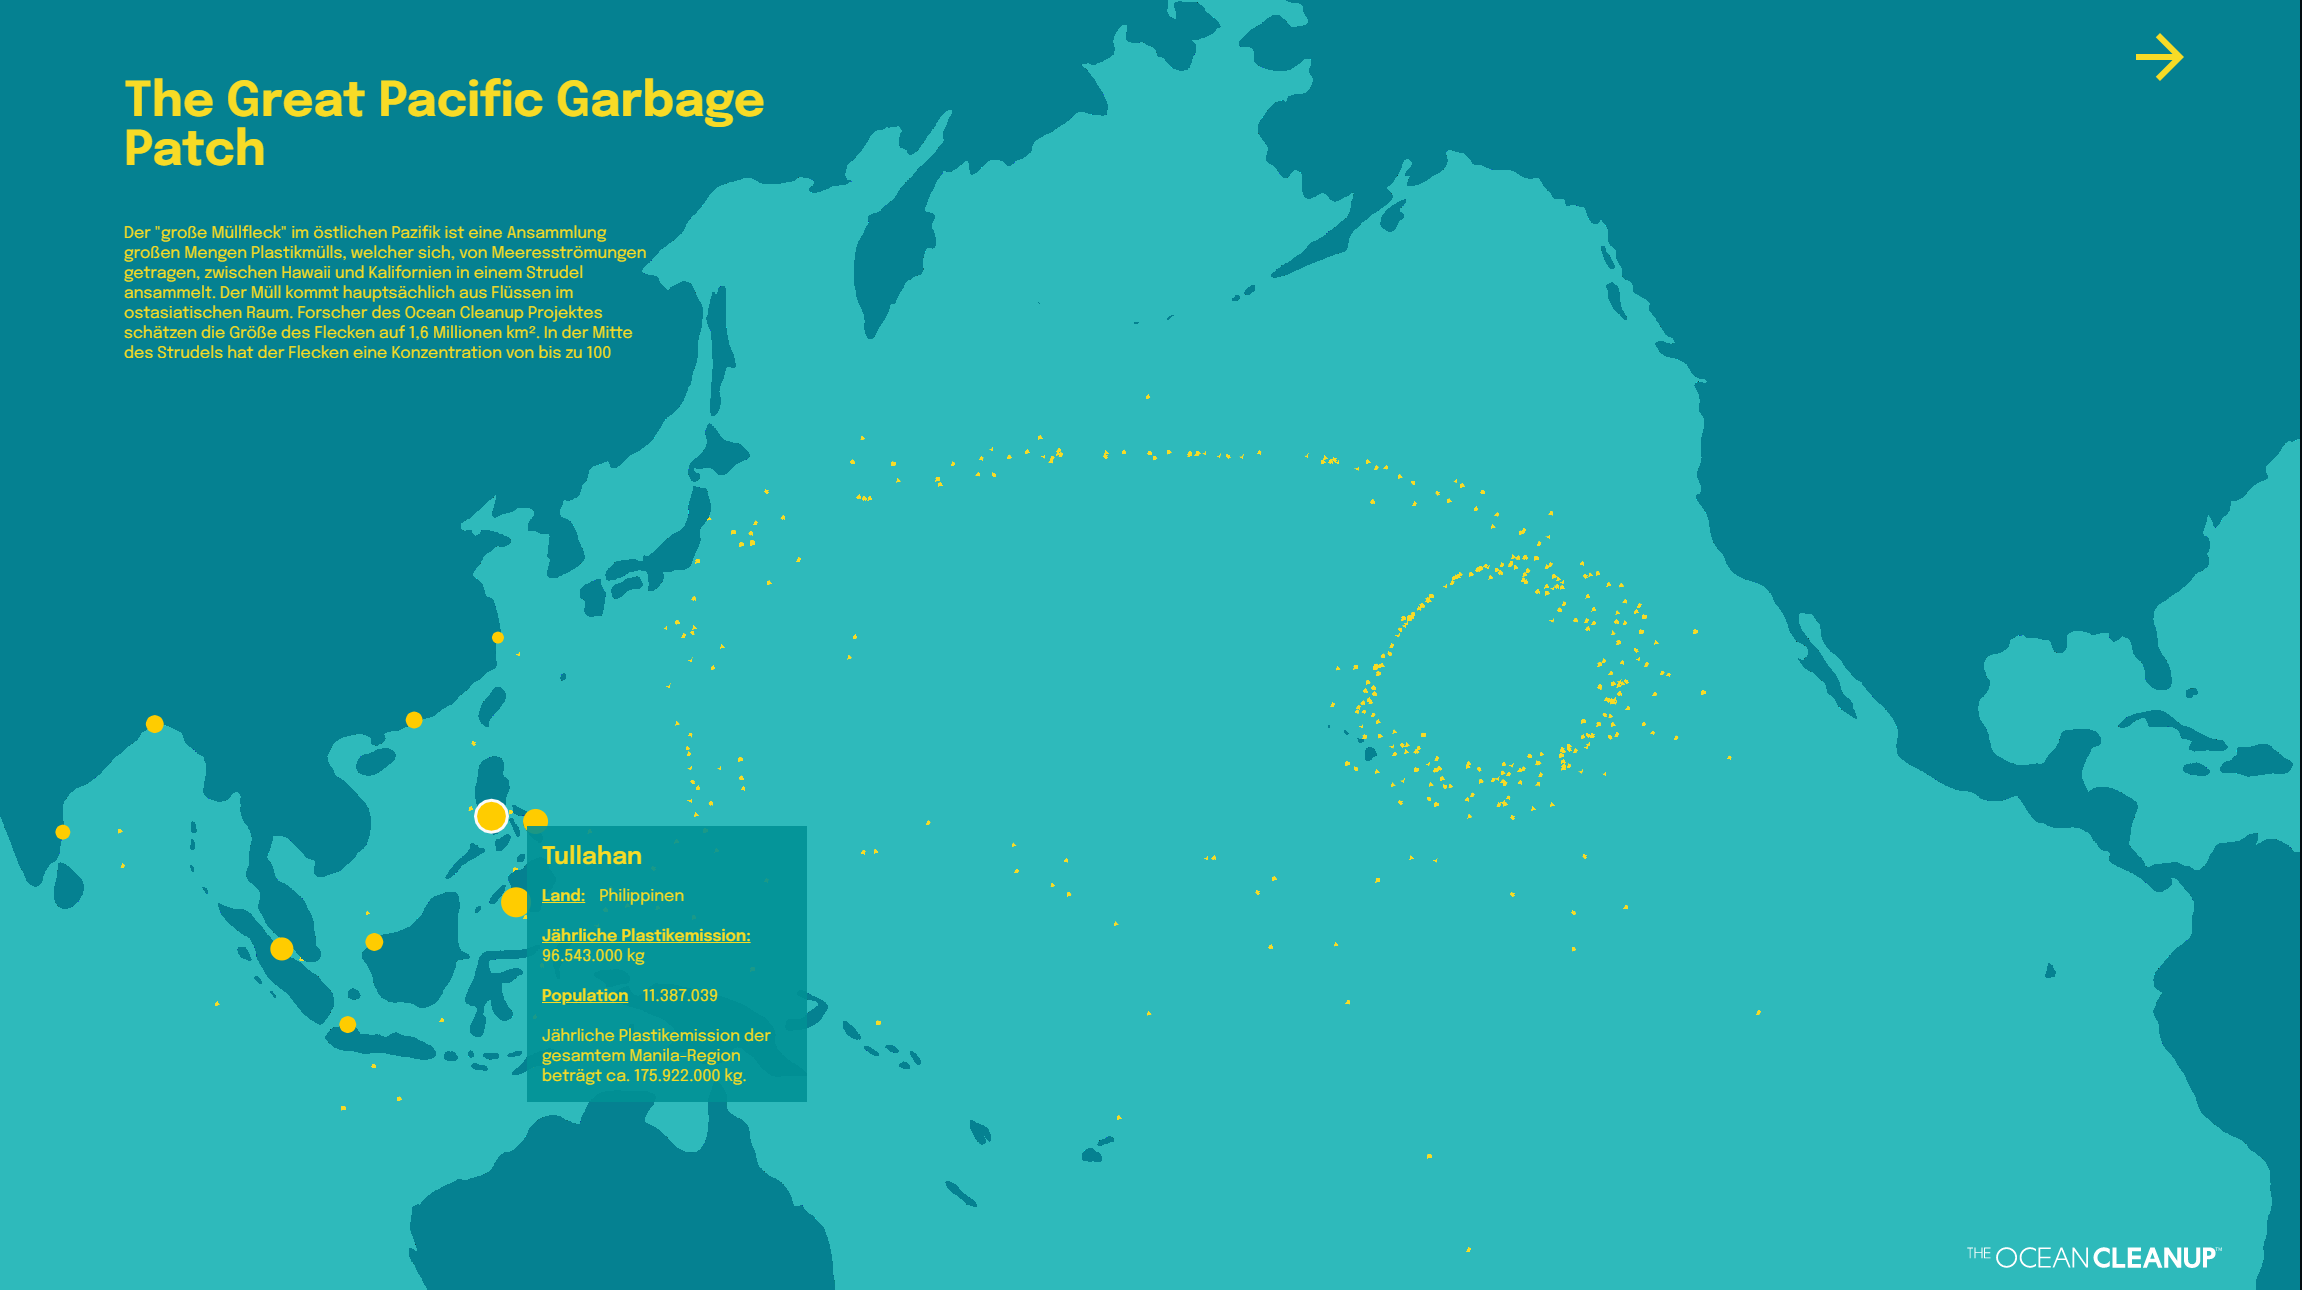 The Great Pacific Garbage
Patch
Der "große Müllfleck" im östlichen Pazifik ist eine Ansammlung
großen Mengen Plastikmülls, welcher sich, von Meeresströmungen
getragen, zwischen Hawaii und Kalifornien in einem Strudel
ansammelt. Der Müll kommt hauptsächlich aus Flüssen im
ostasiatischen Raum. Forscher des Ocean Cleanup Projektes
schätzen die Größe des Flecken auf 1,6 Millionen km². In der Mitte
des Strudels hat der Flecken eine Konzentration von bis zu 100
Tullahan
Land: Philippinen
Jährliche Plastikemission:
96.543.000 kg
Population 11.387.039
Jährliche Plastikemission der
gesamtem Manila-Region
beträgt ca. 175.922.000 kg.
THE OCEAN CLEANUP™